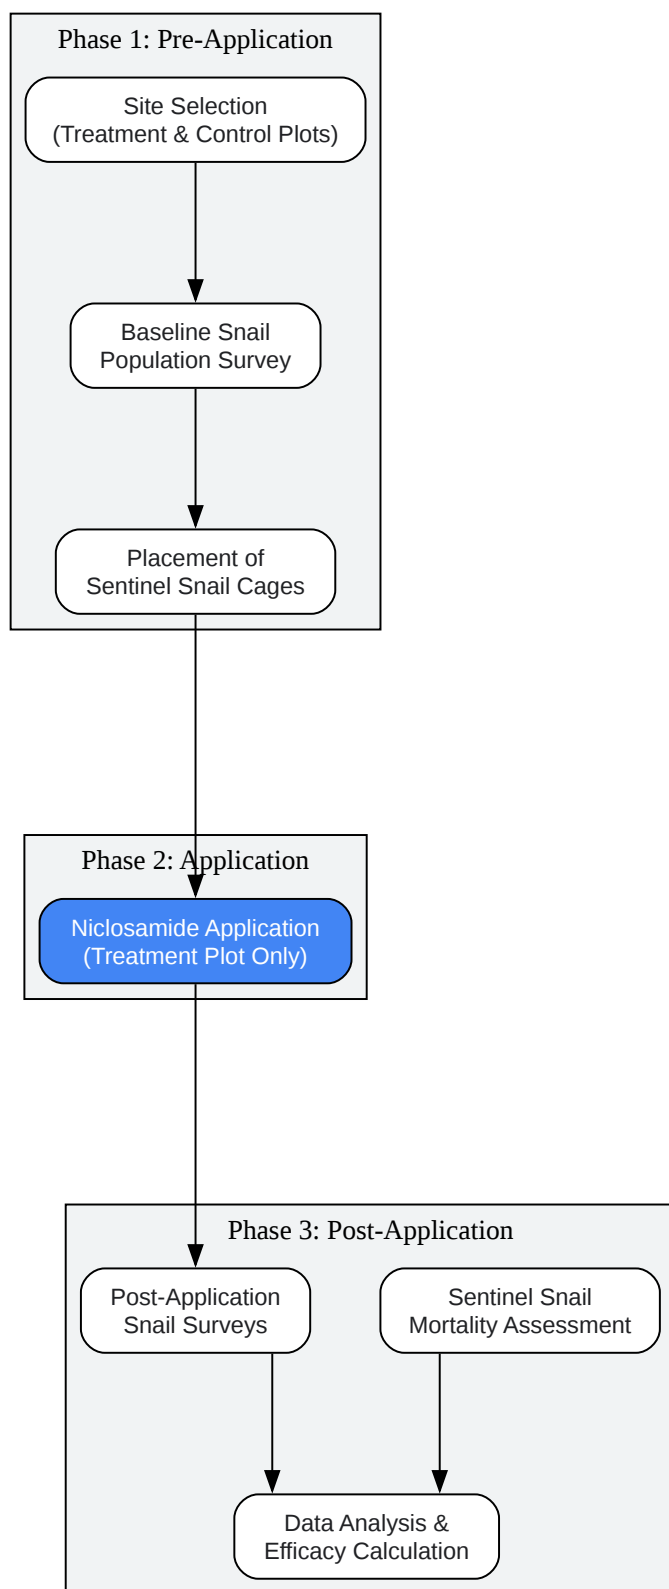 Phase 1: Pre-Application
Site Selection
(Treatment & Control Plots)
Baseline Snail
Population Survey
Placement of
Sentinel Snail Cages
Phase 2: Application
Niclosamide Application
(Treatment Plot Only)
Phase 3: Post-Application
Post-Application
Snail Surveys
Sentinel Snail
Mortality Assessment
Data Analysis &
Efficacy Calculation